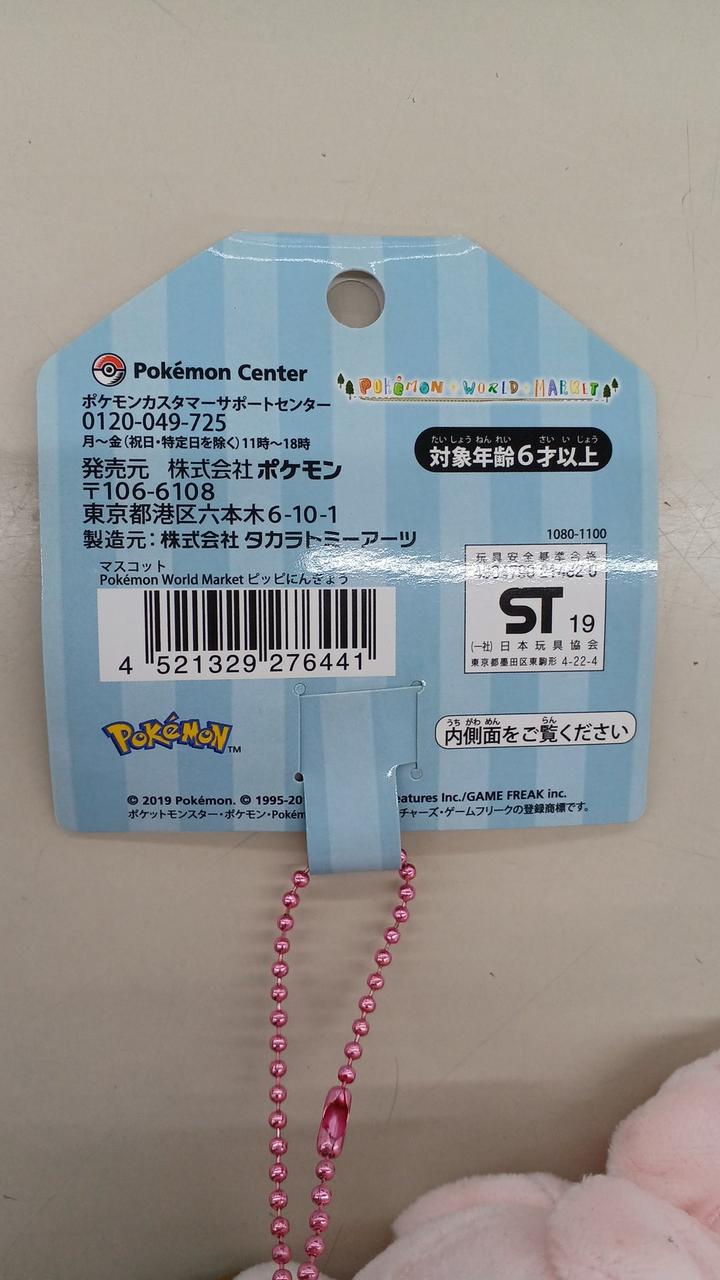 Pokémon Center
POKÉMON WORLD MARKET
ポケモンカスタマーサポートセンター
0120-049-725
月〜金(祝日・特定日を除く)11時〜18時
たいしょうねんれい さいいじょう
対象年齢6才以上
発売元 株式会社ポケモン
〒106-6108
東京都港区六本木6-10-1
製造元:株式会社 タカラトミーアーツ
1080-1100
マスコット
Pokémon World Market ピッピにんぎょう
4 521329 276441
玩具安全基準合格
ST 19
(一社)日本玩具協会
東京都墨田区東駒形 4-22-4
POKÉMON TM
うちがわめん らん
内側面をご覧ください
© 2019 Pokémon. © 1995-20 eatures Inc./GAME FREAK inc.
ポケットモンスター・ポケモン・Pokém チャーズ・ゲームフリークの登録商標です。